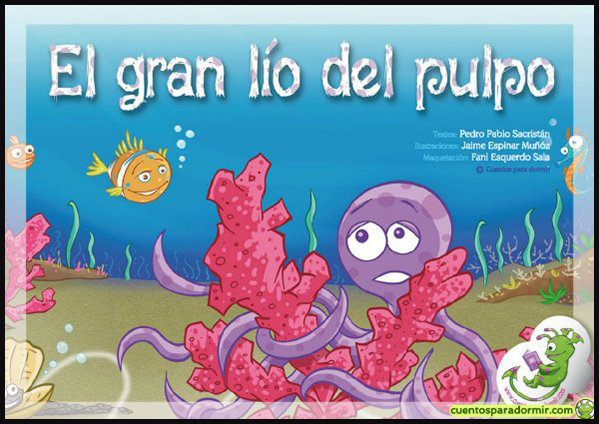 El gran lío del pulpo
Textos: Pedro Pablo Sacristán
Ilustraciones: Jaime Espinar Muñóz
Maquetación: Fani Esquerdo Sala
© Cuentos para dormir
cuentosparadormir.com